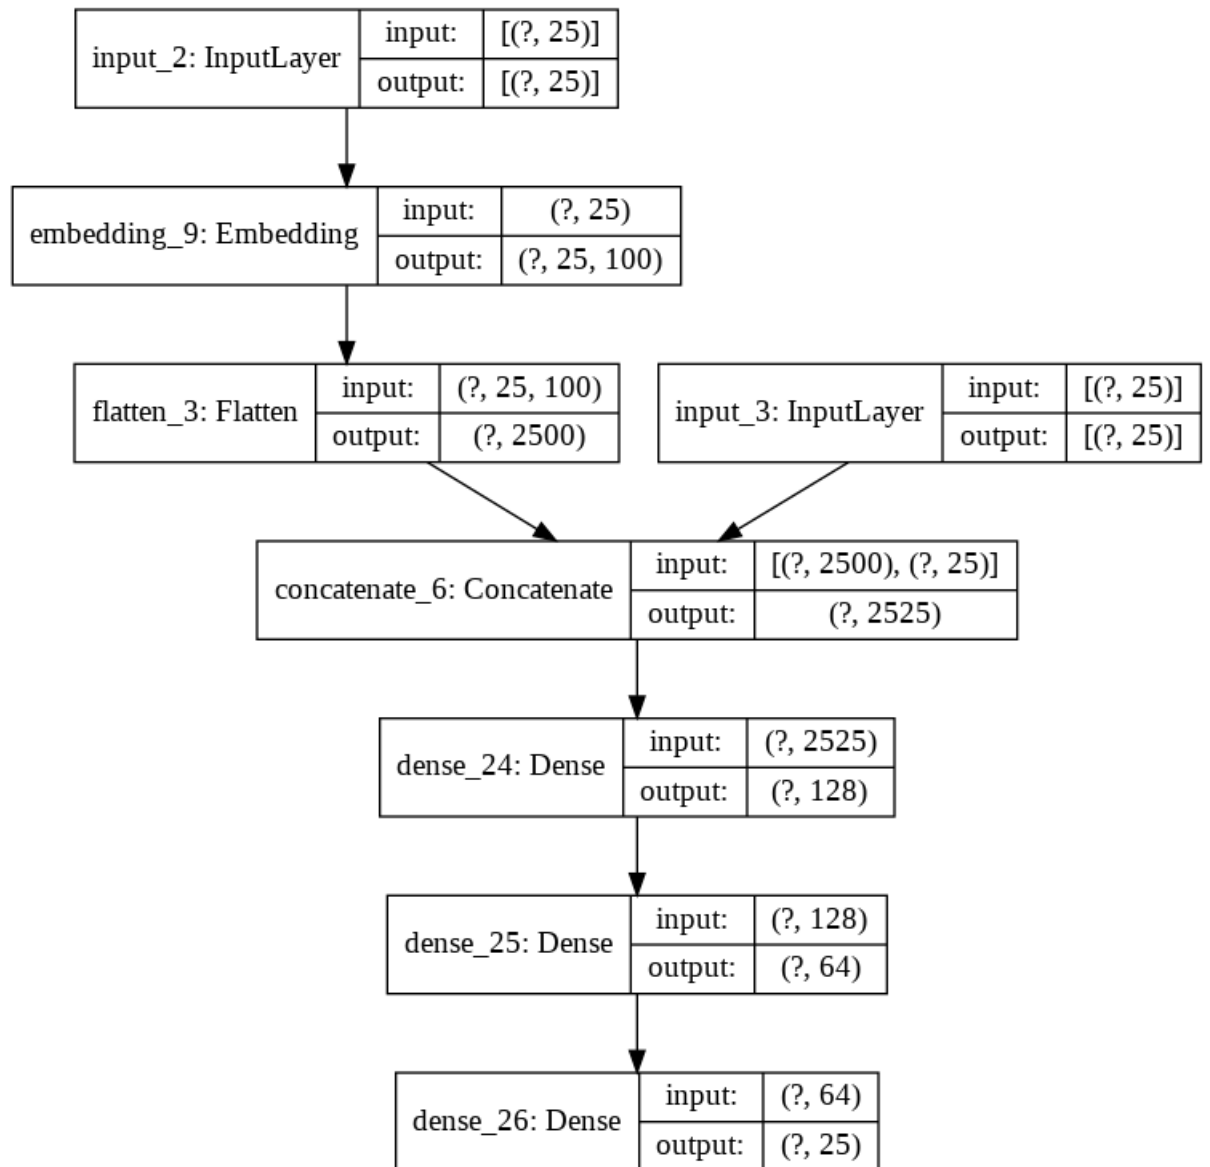 input_2: InputLayer
input: [(?, 25)]
output: [(?, 25)]
embedding_9: Embedding
input: (?, 25)
output: (?, 25, 100)
flatten_3: Flatten
input: (?, 25, 100)
output: (?, 2500)
input_3: InputLayer
input: [(?, 25)]
output: [(?, 25)]
concatenate_6: Concatenate
input: [(?, 2500), (?, 25)]
output: (?, 2525)
dense_24: Dense
input: (?, 2525)
output: (?, 128)
dense_25: Dense
input: (?, 128)
output: (?, 64)
dense_26: Dense
input: (?, 64)
output: (?, 25)